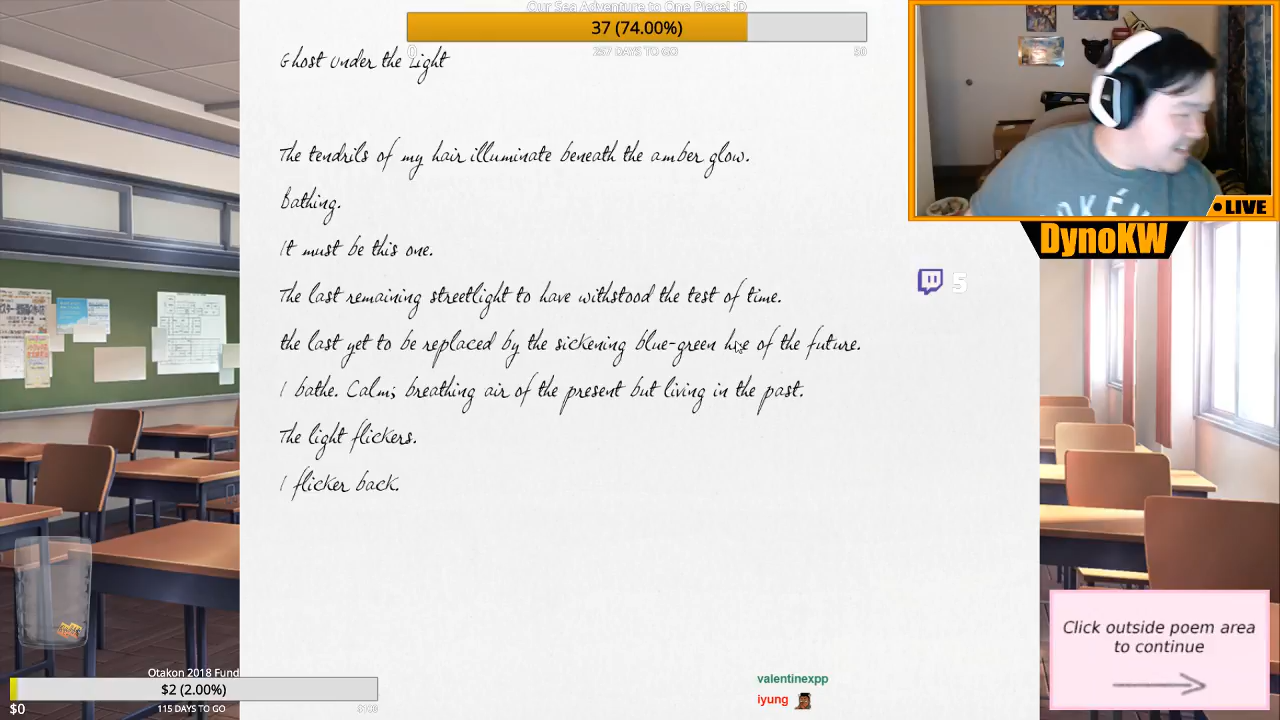 Our Sea Adventure to One Piece! :D
37 (74.00%)
0
257 DAYS TO GO
50
Ghost Under the Light
The tendrils of my hair illuminate beneath the amber glow.
Bathing.
It must be this one.
The last remaining streetlight to have withstood the test of time.
the last yet to be replaced by the sickening blue-green hue of the future.
I bathe. Calm; breathing air of the present but living in the past.
The light flickers.
I flicker back.
LIVE
DynoKW
5
Click outside poem area
to continue
Otakon 2018 Fund
$2 (2.00%)
$0
115 DAYS TO GO
$100
valentinexpp
iyung